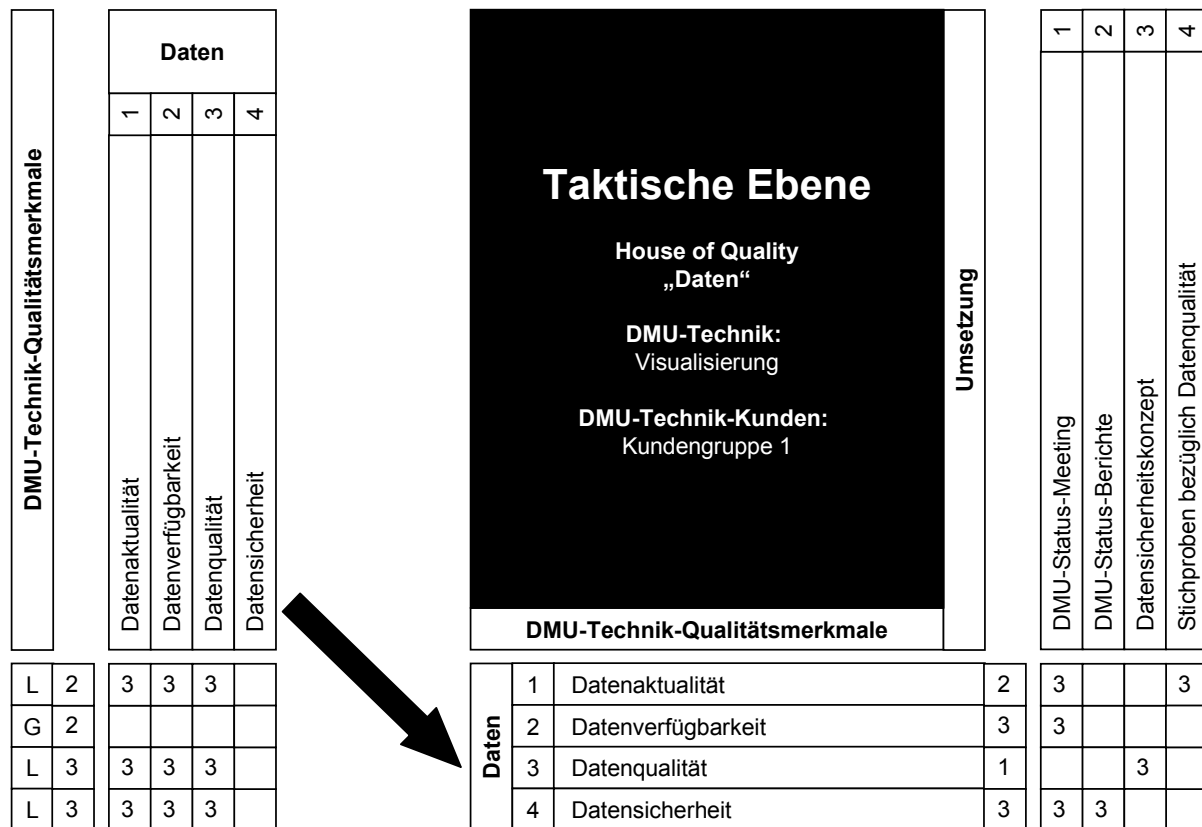 DMU-Technik-Qualitätsmerkmale
Daten
1 2 3 4
Datenaktualität
Datenverfügbarkeit
Datenqualität
Datensicherheit
L 2 3 3 3
G 2
L 3 3 3 3
L 3 3 3 3
Taktische Ebene
House of Quality
„Daten“
DMU-Technik:
Visualisierung
DMU-Technik-Kunden:
Kundengruppe 1
Umsetzung
DMU-Technik-Qualitätsmerkmale
1 2 3 4
DMU-Status-Meeting
DMU-Status-Berichte
Datensicherheitskonzept
Stichproben bezüglich Datenqualität
Daten
1 Datenaktualität 2 3 3
2 Datenverfügbarkeit 3 3
3 Datenqualität 1 3
4 Datensicherheit 3 3 3